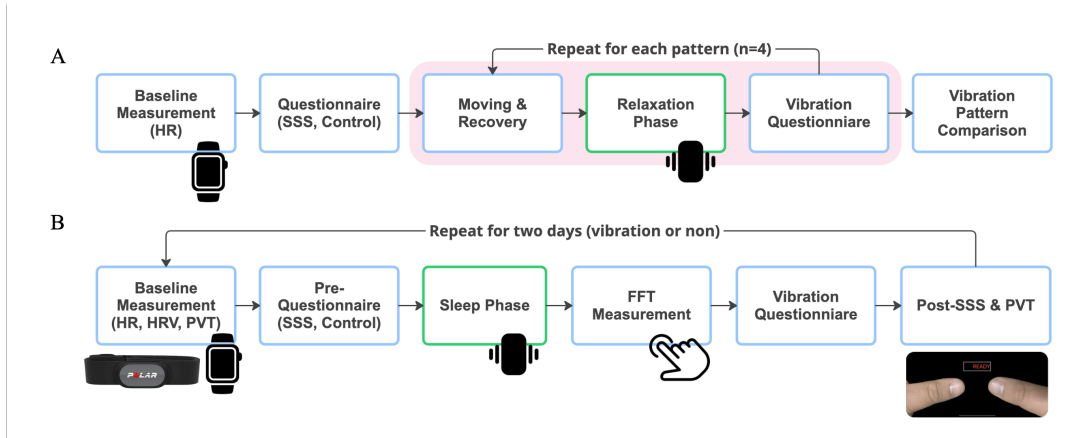 A
Repeat for each pattern (n=4)
Baseline
Measurement
(HR)
Questionnaire
(SSS, Control)
Moving &
Recovery
Relaxation
Phase
Vibration
Questionniare
Vibration
Pattern
Comparison
B
Repeat for two days (vibration or non)
Baseline
Measurement
(HR, HRV, PVT)
Pre-
Questionnaire
(SSS, Control)
Sleep Phase
FFT
Measurement
Vibration
Questionniare
Post-SSS & PVT
POLAR
READY